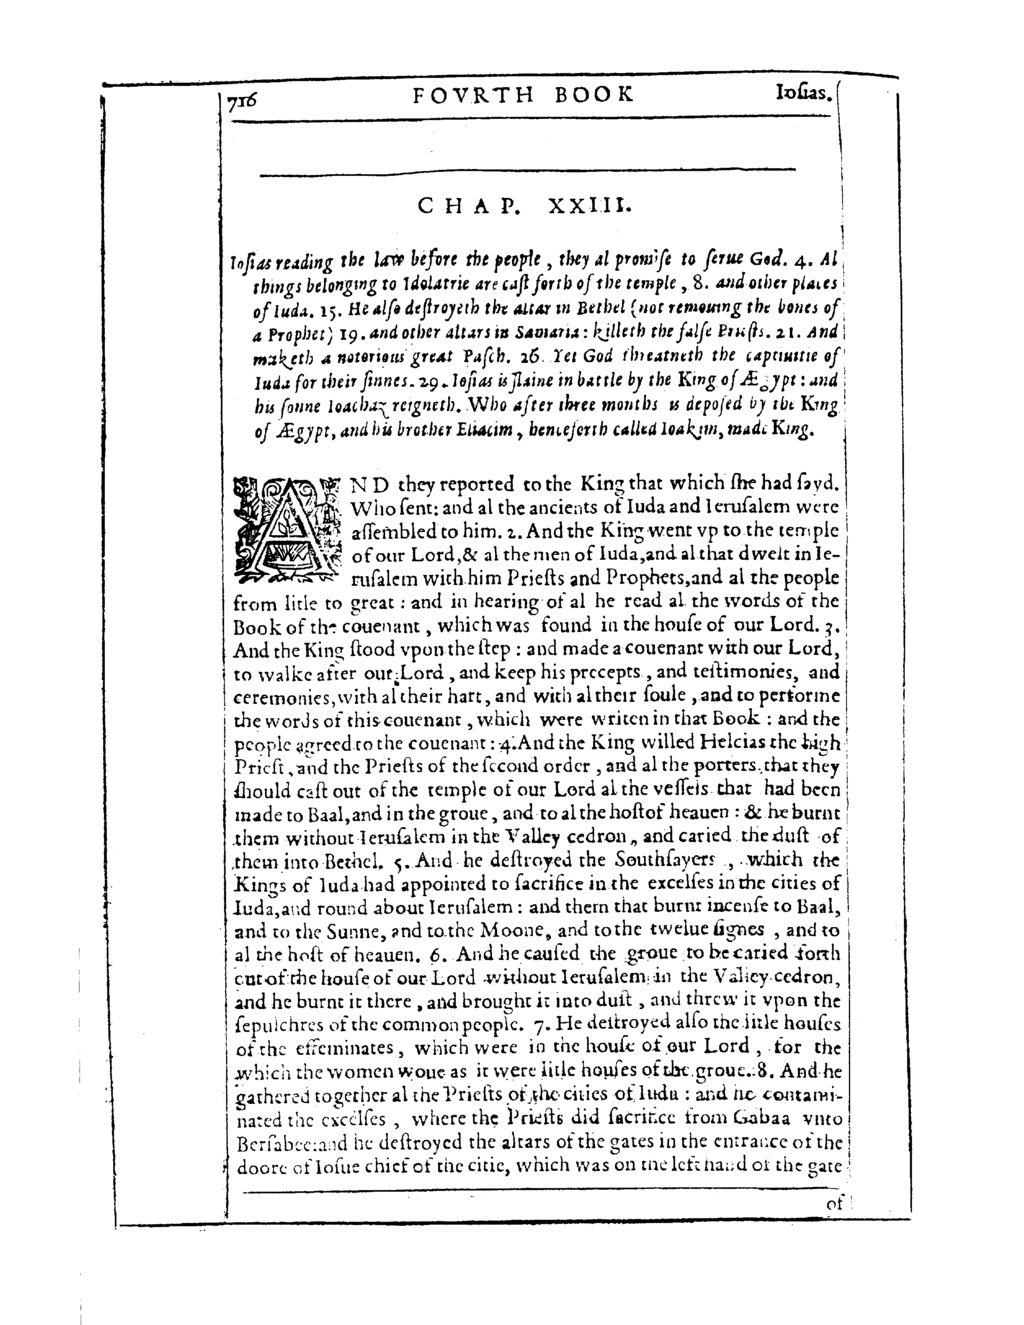 716 FOVRTH BOOK Ioſias.
CHAP. XXIII.
Ioſias reading the law before the people, they al promiſe to ſerue God. 4. Al
things belonging to Idolatrie are caſt forth of the temple, 8. and other places
of Iuda. 15. He alſo deſtroyeth the altar in Bethel (not remouing the bones of
a Prophet) 19. and other altars in Samaria: killeth the falſe Prieſts. 21. And
maketh a notorious great Paſch. 26. Yet God threatneth the captiuitie of
Iuda for their ſinnes. 29. Ioſias is ſlaine in battle by the King of Ægypt: and
his ſonne Ioachaz reigneth. Who after three months is depoſed by the King
of Ægypt, and his brother Eliacim, henceforth called Ioakim, made King.
AND they reported to the King that which ſhe had ſayd.
Who ſent: and al the ancients of Iuda and Ieruſalem were
aſſembled to him. 2. And the King went vp to the temple
of our Lord, & al the men of Iuda, and al that dwelt in Ie-
ruſalem with him Prieſts and Prophets, and al the people
from litle to great: and in hearing of al he read al the words of the
Book of the couenant, which was found in the houſe of our Lord. 3.
And the King ſtood vpon the ſtep: and made a couenant with our Lord,
to walke after our Lord, and keep his precepts, and teſtimonies, and
ceremonies, with al their hart, and with al their ſoule, and to performe
the words of this couenant, which were writen in that Book: and the
people agreed to the couenant: 4. And the King willed Helcias the high
Prieſt, and the Prieſts of the ſecond order, and al the porters, that they
ſhould caſt out of the temple of our Lord al the veſſels that had been
made to Baal, and in the groue, and to al the hoſt of heauen: & he burnt
them without Ieruſalem in the Valley cedron, and caried the duſt of
them into Bethel. 5. And he deſtroyed the Southſayers, which the
Kings of Iuda had appointed to ſacrifice in the excelſes in the cities of
Iuda, and round about Ieruſalem: and them that burnt incenſe to Baal,
and to the Sunne, and to the Moone, and to the twelue ſignes, and to
al the hoſt of heauen. 6. And he cauſed the groue to be caried forth
out of the houſe of our Lord without Ieruſalem in the Valley cedron,
and he burnt it there, and brought it into duſt, and threw it vpon the
ſepulchres of the common people. 7. He deſtroyed alſo the litle houſes
of the effeminates, which were in the houſe of our Lord, for the
which the women woue as it were litle houſes of the groue. 8. And he
gathered together al the Prieſts of the cities of Iuda: and he contami-
nated the excelſes, where the Prieſts did ſacrifice from Gabaa vnto
Berſabee: and he deſtroyed the altars of the gates in the entrance of the
doore of Ioſue chief of the citie, which was on the left hand of the gate
of